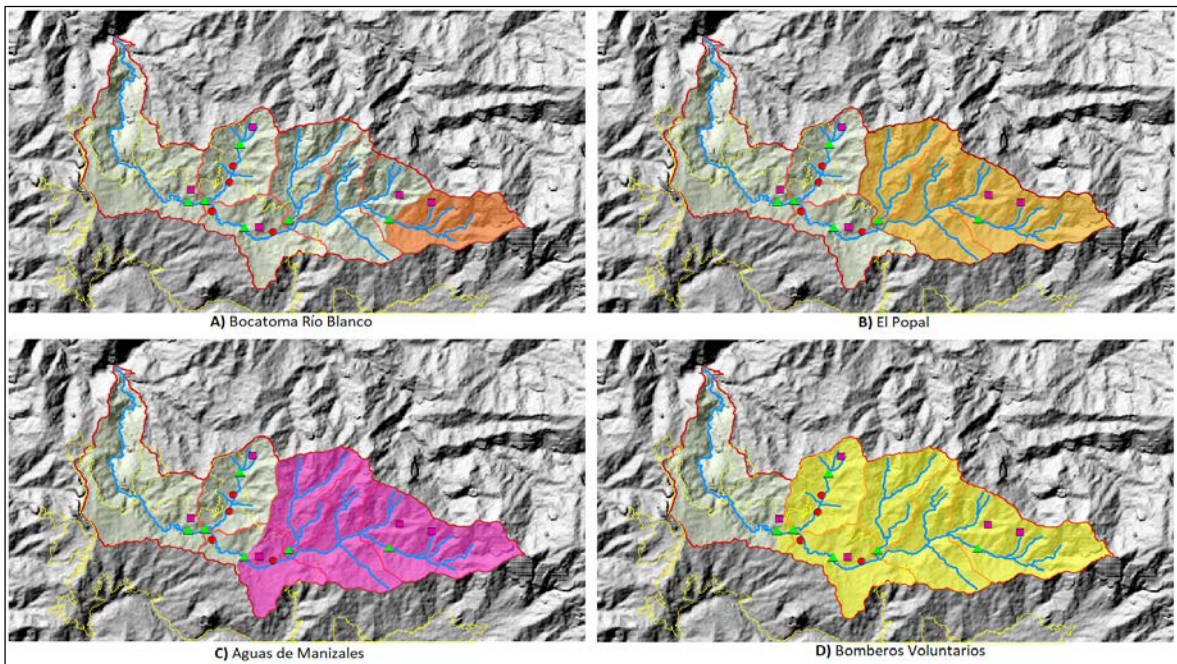 A) Bocatoma Río Blanco
B) El Popal
C) Aguas de Manizales
D) Bomberos Voluntarios